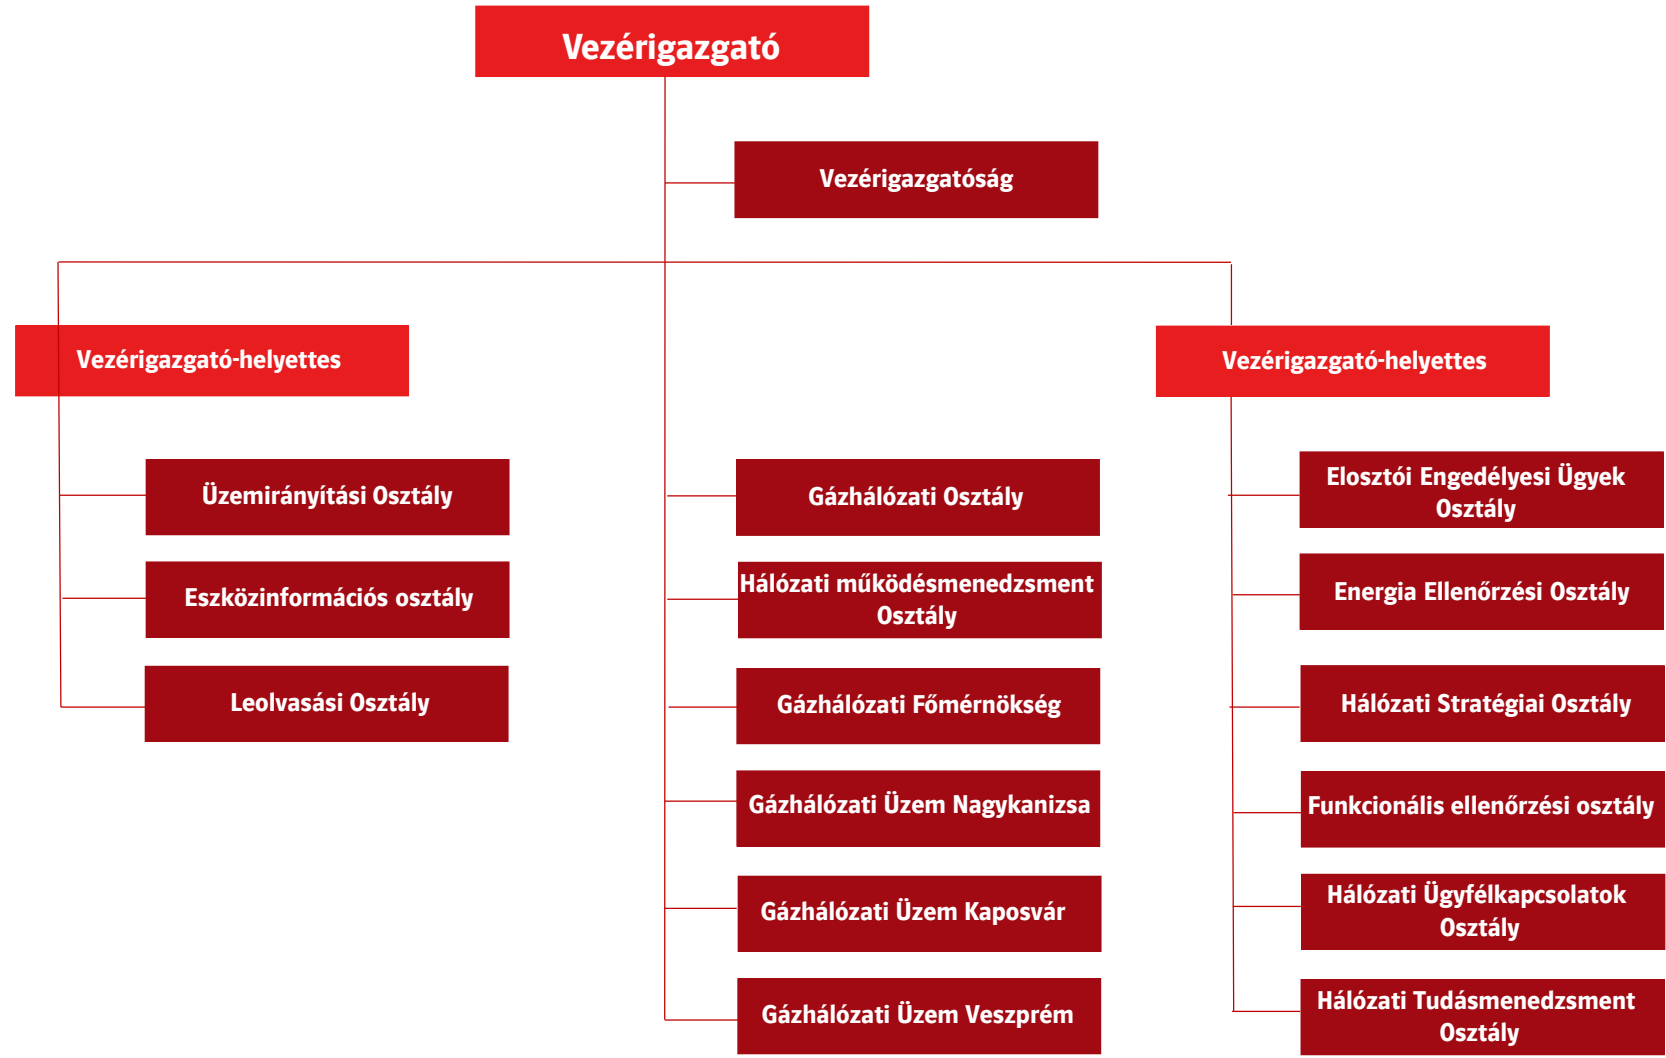 Vezérigazgató
Vezérigazgatóság
Vezérigazgató-helyettes
Üzemirányítási Osztály
Eszközinformációs osztály
Leolvasási Osztály
Gázhálózati Osztály
Hálózati működésmenedzsment
Osztály
Gázhálózati Főmérnökség
Gázhálózati Üzem Nagykanizsa
Gázhálózati Üzem Kaposvár
Gázhálózati Üzem Veszprém
Vezérigazgató-helyettes
Elosztói Engedélyesi Ügyek
Osztály
Energia Ellenőrzési Osztály
Hálózati Stratégiai Osztály
Funkcionális ellenőrzési osztály
Hálózati Ügyfélkapcsolatok
Osztály
Hálózati Tudásmenedzsment
Osztály